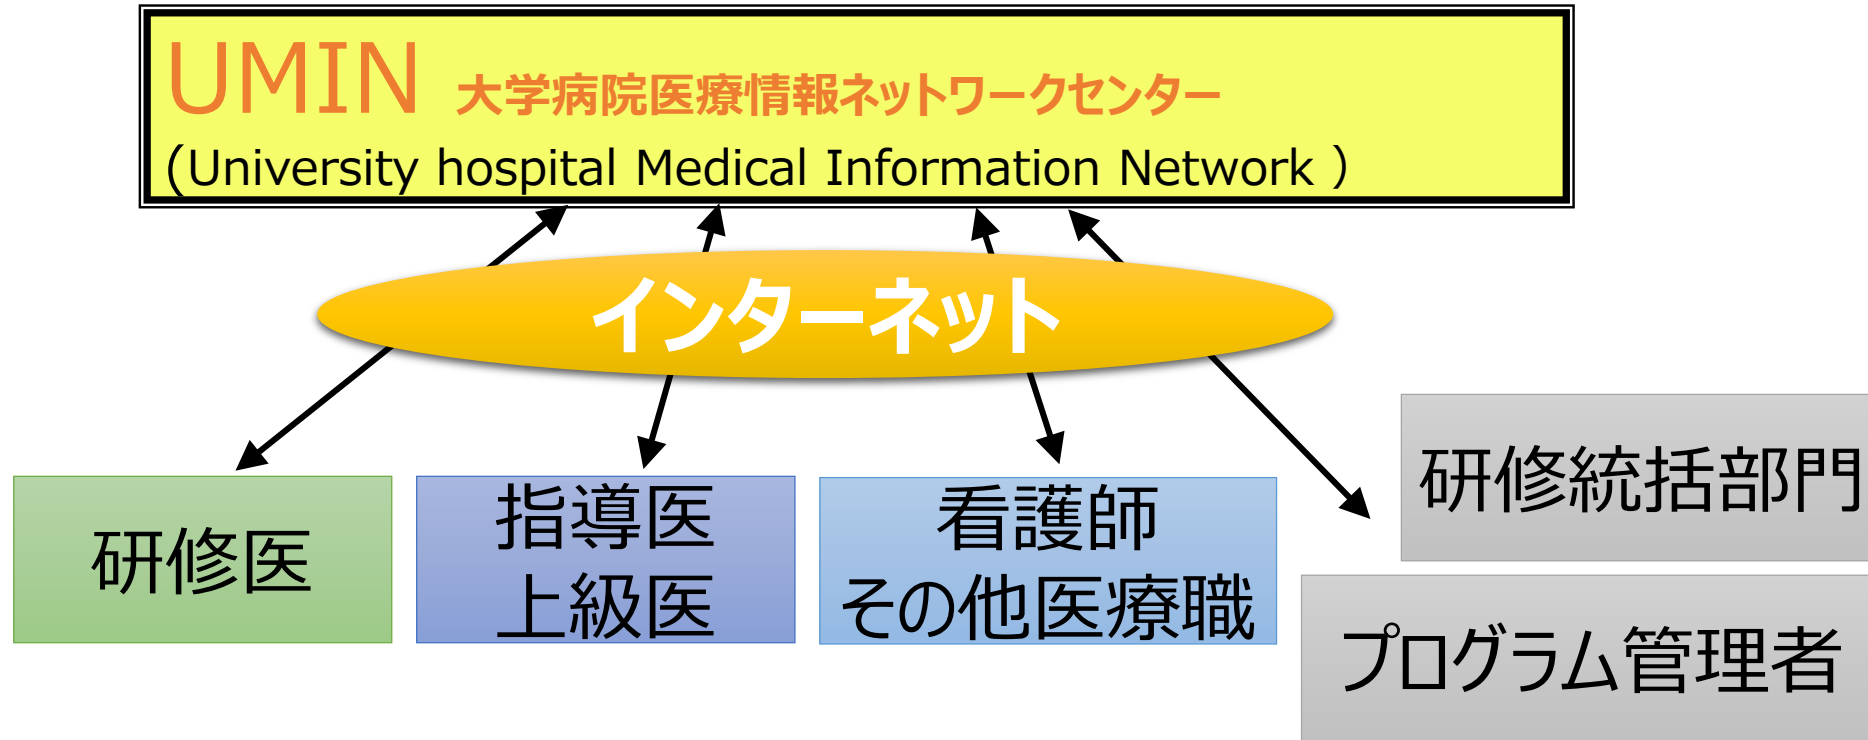 UMIN 大学病院医療情報ネットワークセンター
(University hospital Medical Information Network )
インターネット
研修医
指導医
上級医
看護師
その他医療職
研修統括部門
プログラム管理者